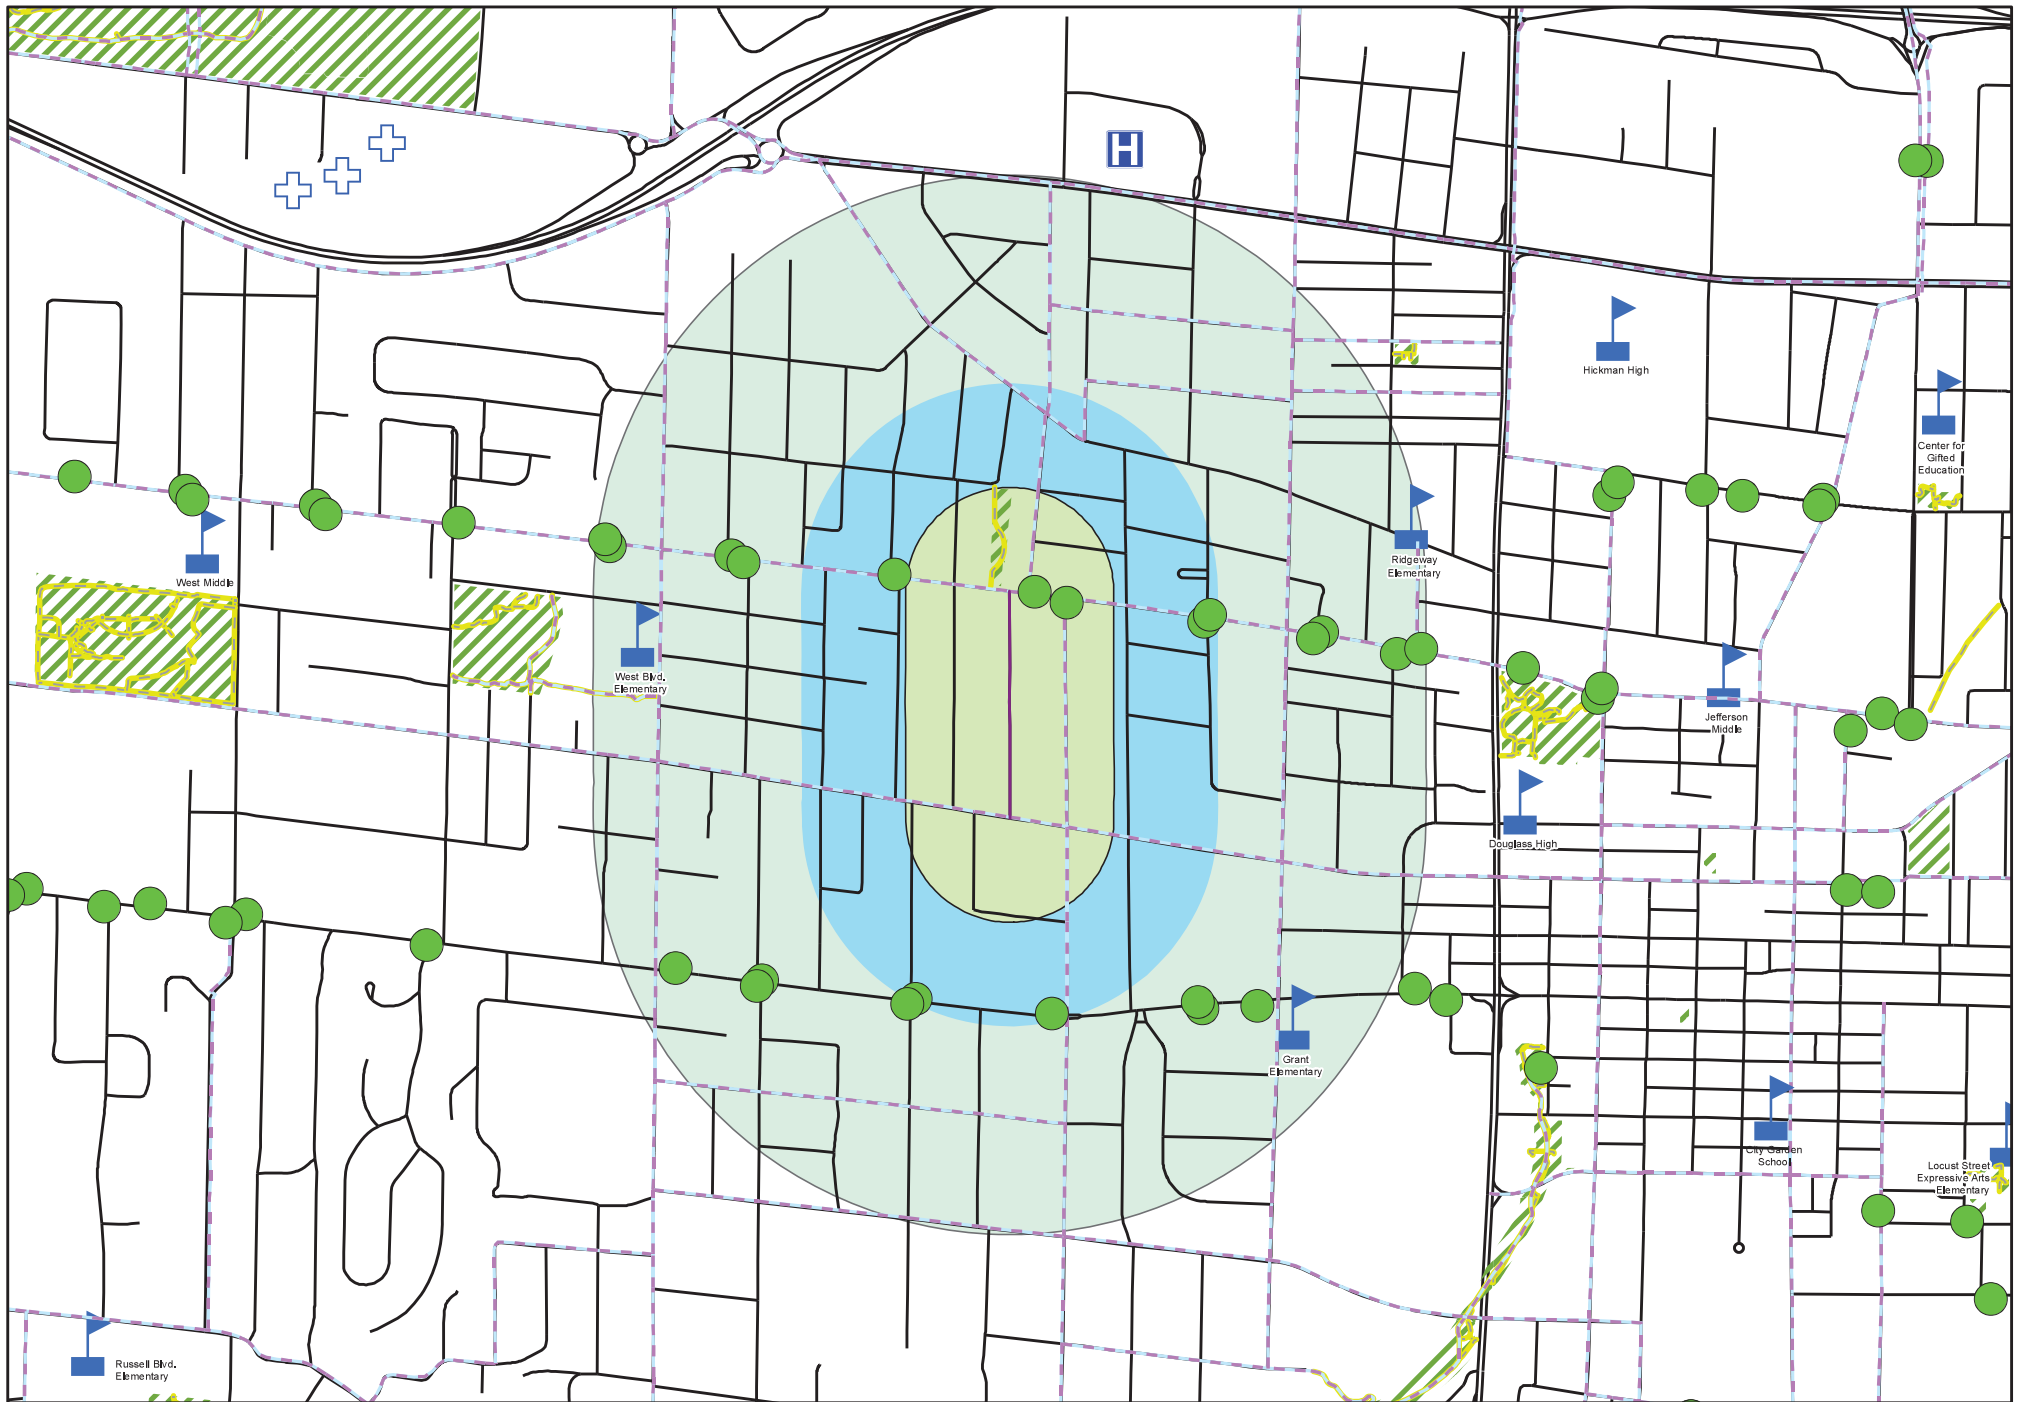 H
Hickman High
Center for
Gifted
Education
Ridgeway
Elementary
West Middle
West Blvd.
Elementary
Jefferson
Middle
Douglass High
Grant
Elementary
City Garden
School
Locust Street
Expressive Arts
Elementary
Russell Blvd.
Elementary